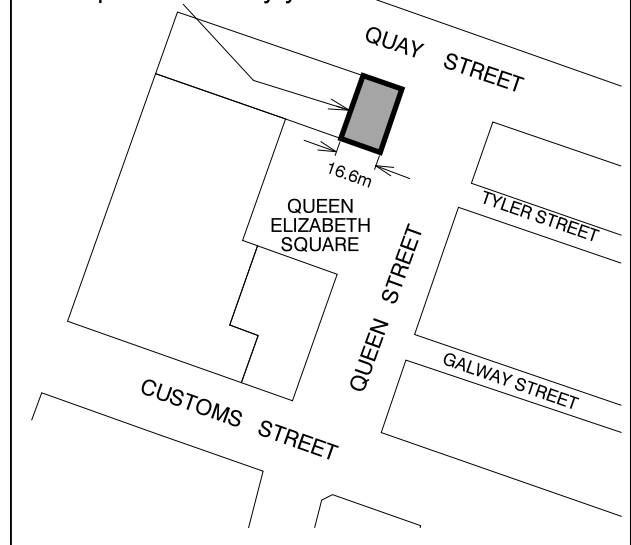 QUAY STREET
16.6m
TYLER STREET
QUEEN
ELIZABETH
SQUARE
QUEEN STREET
GALWAY STREET
CUSTOMS STREET